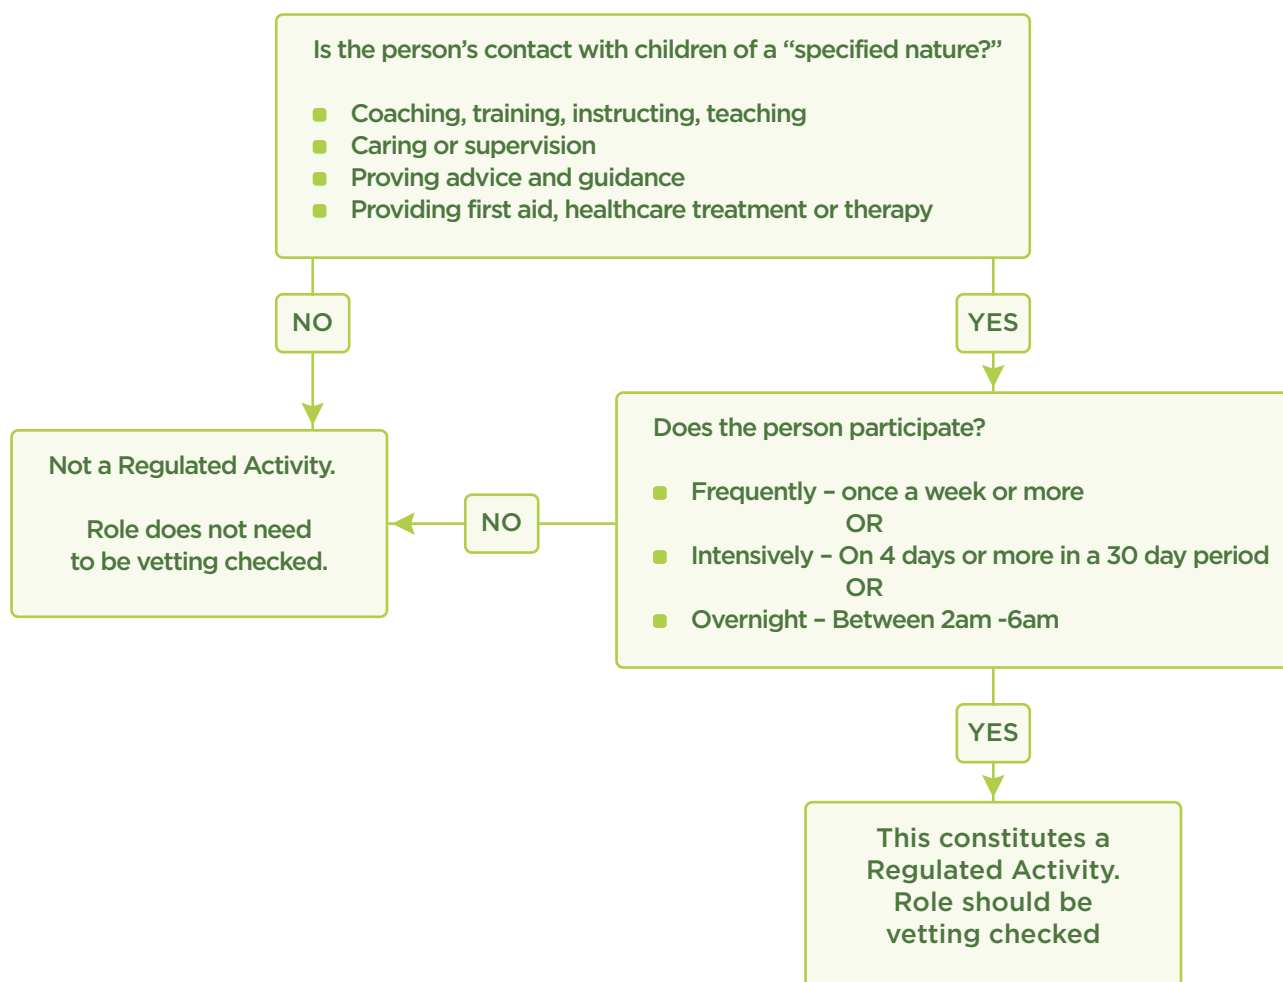 Is the person’s contact with children of a “specified nature?”
Coaching, training, instructing, teaching
Caring or supervision
Proving advice and guidance
Providing first aid, healthcare treatment or therapy
NO
YES
Does the person participate?
Frequently – once a week or more
OR
Intensively – On 4 days or more in a 30 day period
OR
Overnight – Between 2am -6am
NO
Not a Regulated Activity.
Role does not need
to be vetting checked.
YES
This constitutes a
Regulated Activity.
Role should be
vetting checked